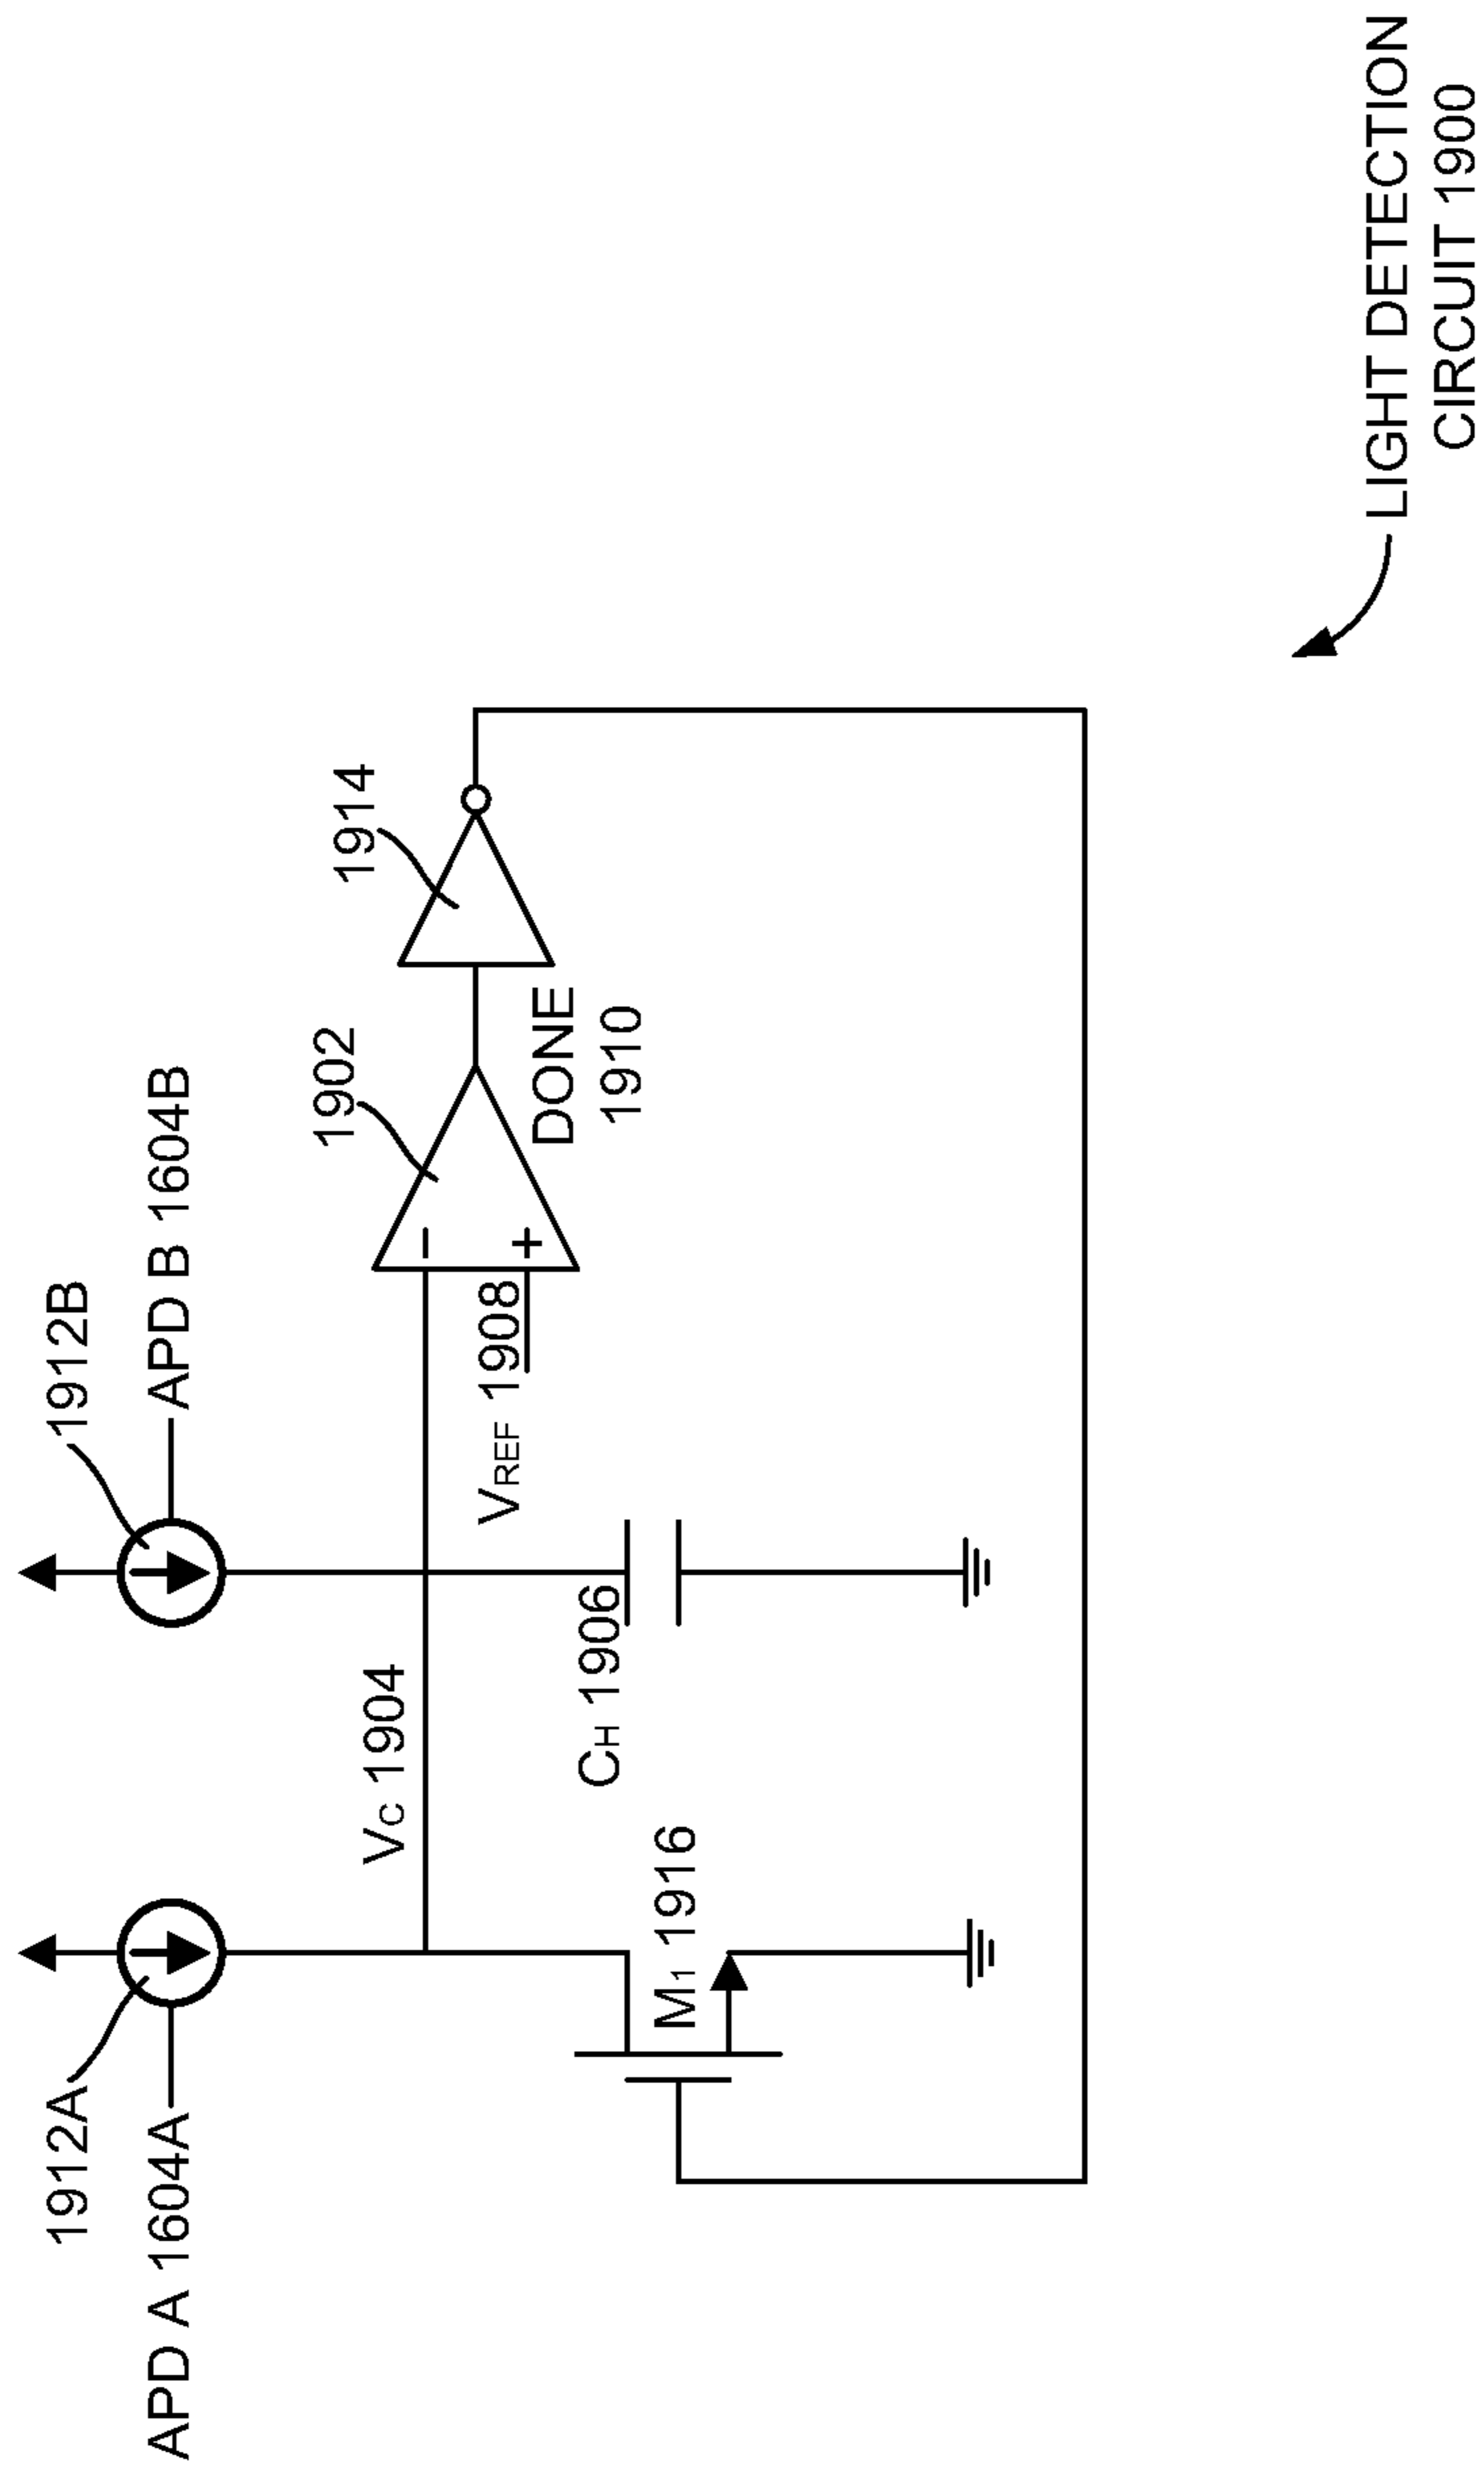 1912A
APD A 1604A
1912B
APD B 1604B
VC 1904
1902
1914
VREF 1908
−
+
DONE
1910
CH 1906
M1 1916
LIGHT DETECTION
CIRCUIT 1900